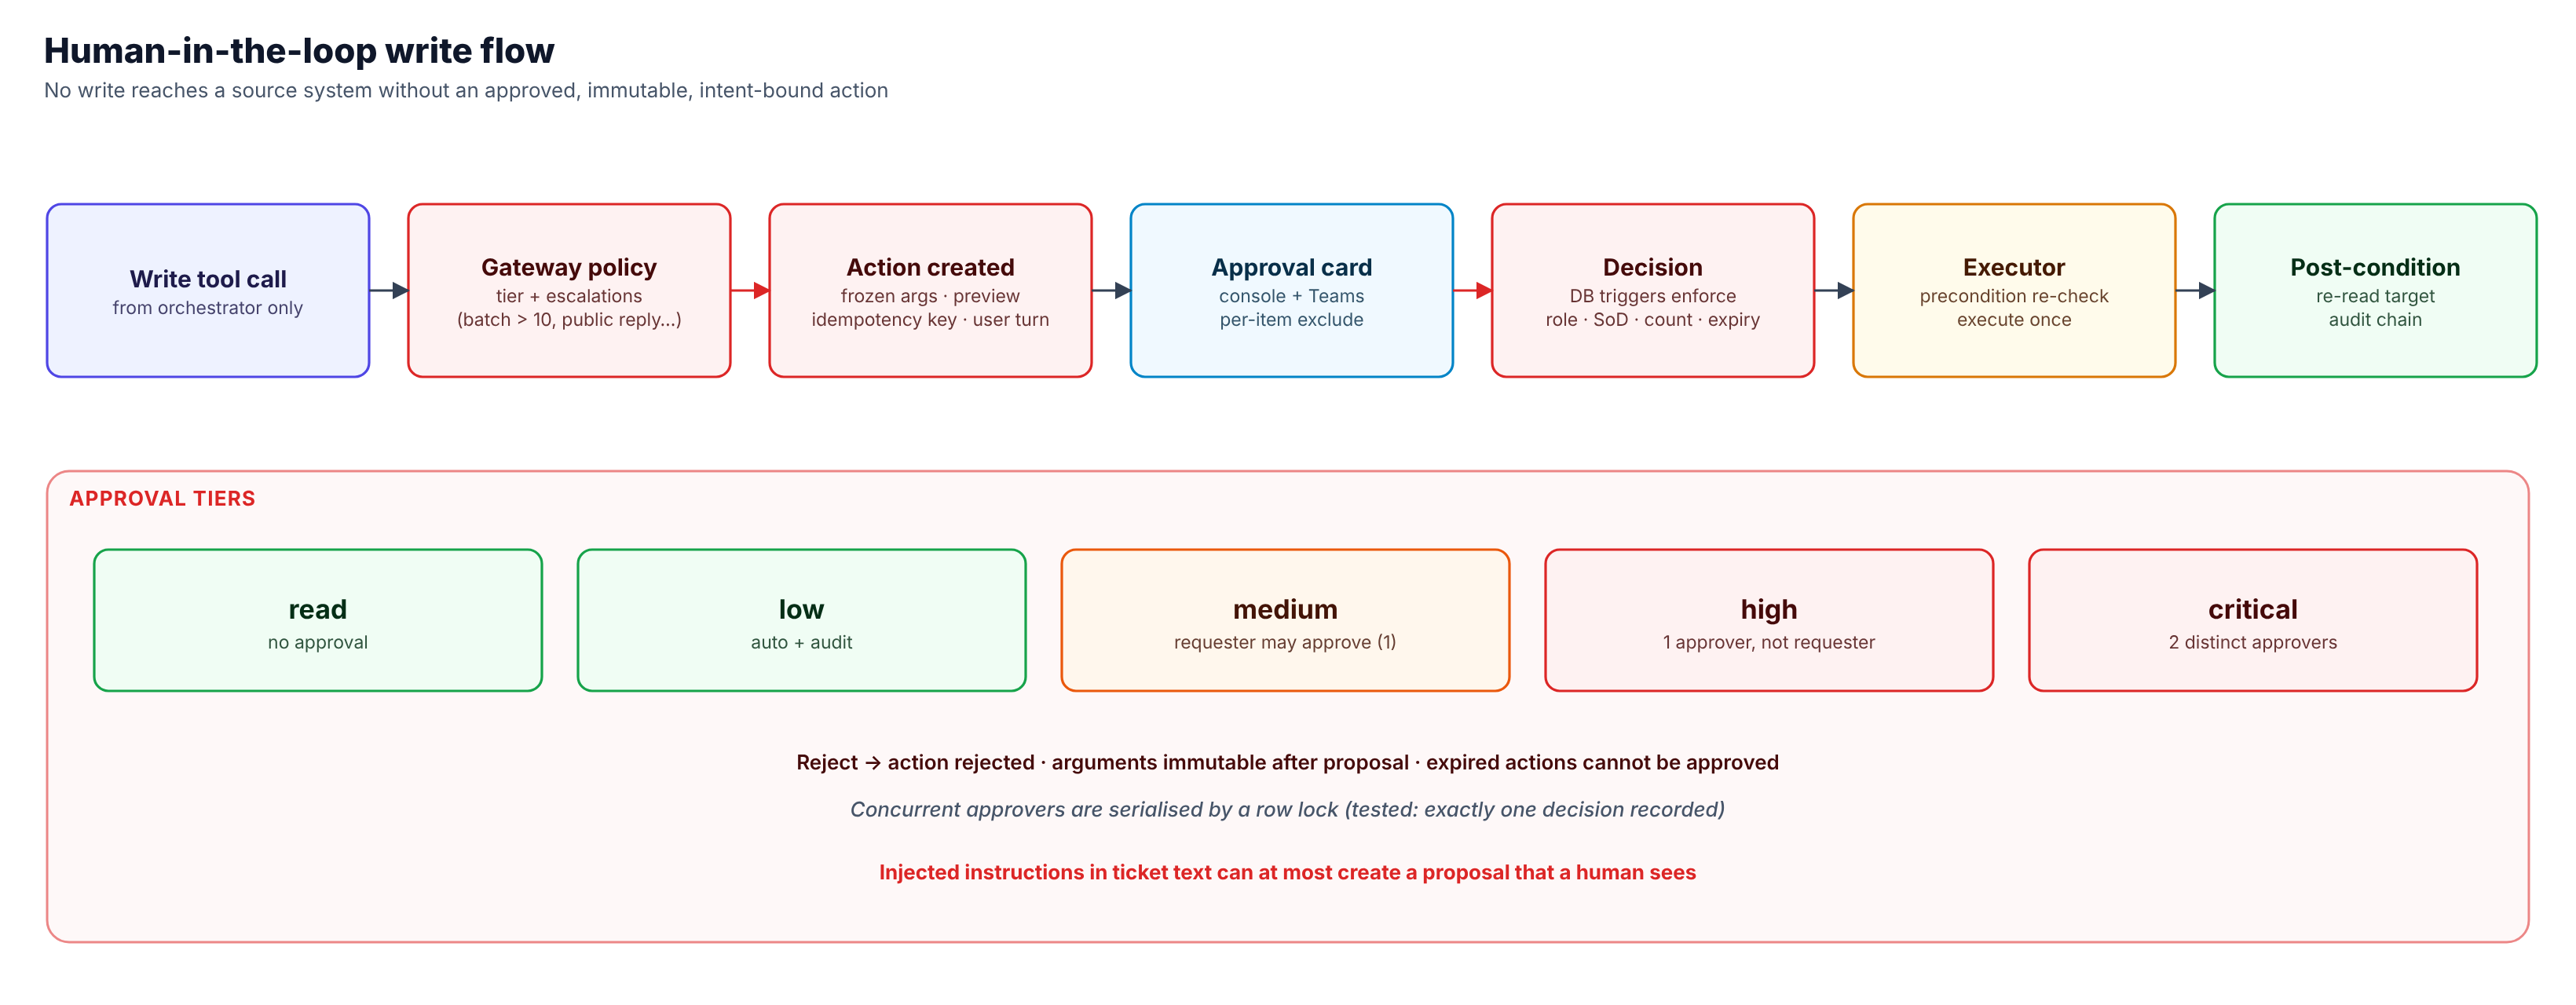 Human-in-the-loop write flow
No write reaches a source system without an approved, immutable, intent-bound action
Write tool call
from orchestrator only
Gateway policy
tier + escalations
(batch > 10, public reply...)
Action created
frozen args · preview
idempotency key · user turn
Approval card
console + Teams
per-item exclude
Decision
DB triggers enforce
role · SoD · count · expiry
Executor
precondition re-check
execute once
Post-condition
re-read target
audit chain
APPROVAL TIERS
read
no approval
low
auto + audit
medium
requester may approve (1)
high
1 approver, not requester
critical
2 distinct approvers
Reject → action rejected · arguments immutable after proposal · expired actions cannot be approved
Concurrent approvers are serialised by a row lock (tested: exactly one decision recorded)
Injected instructions in ticket text can at most create a proposal that a human sees